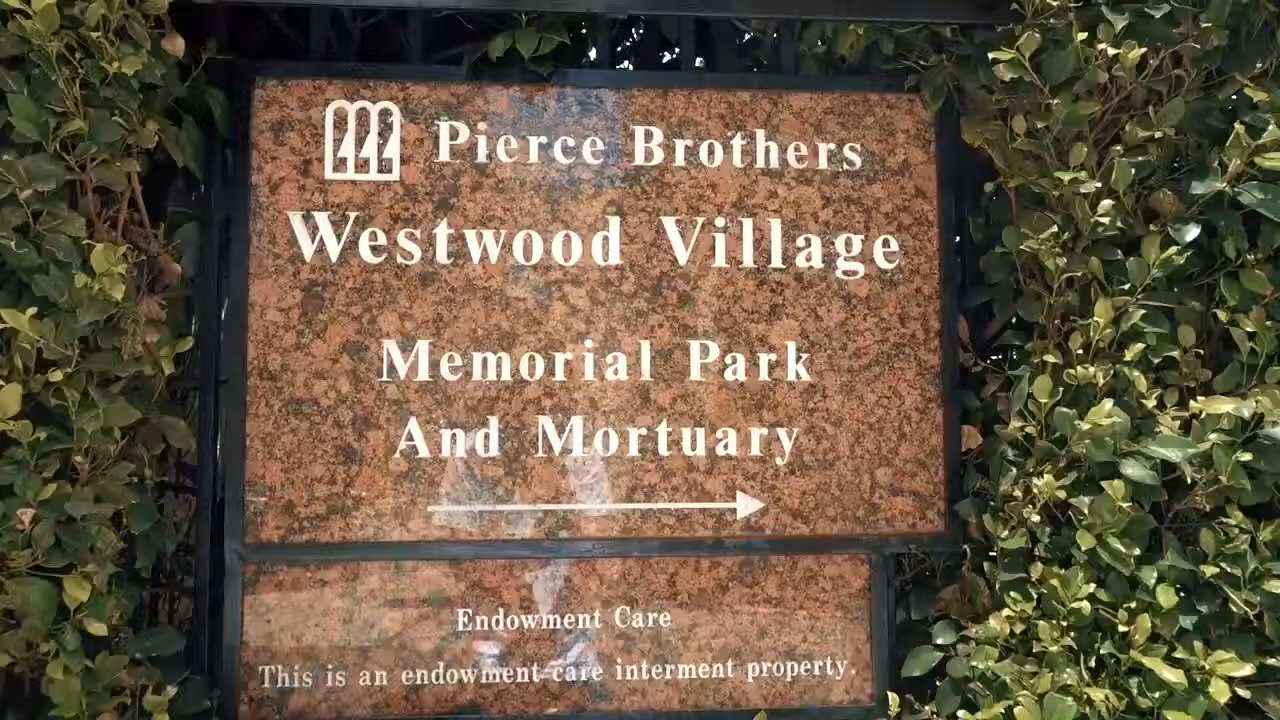 Pierce Brothers
Westwood Village
Memorial Park
And Mortuary
Endowment Care
This is an endowment-care interment property.